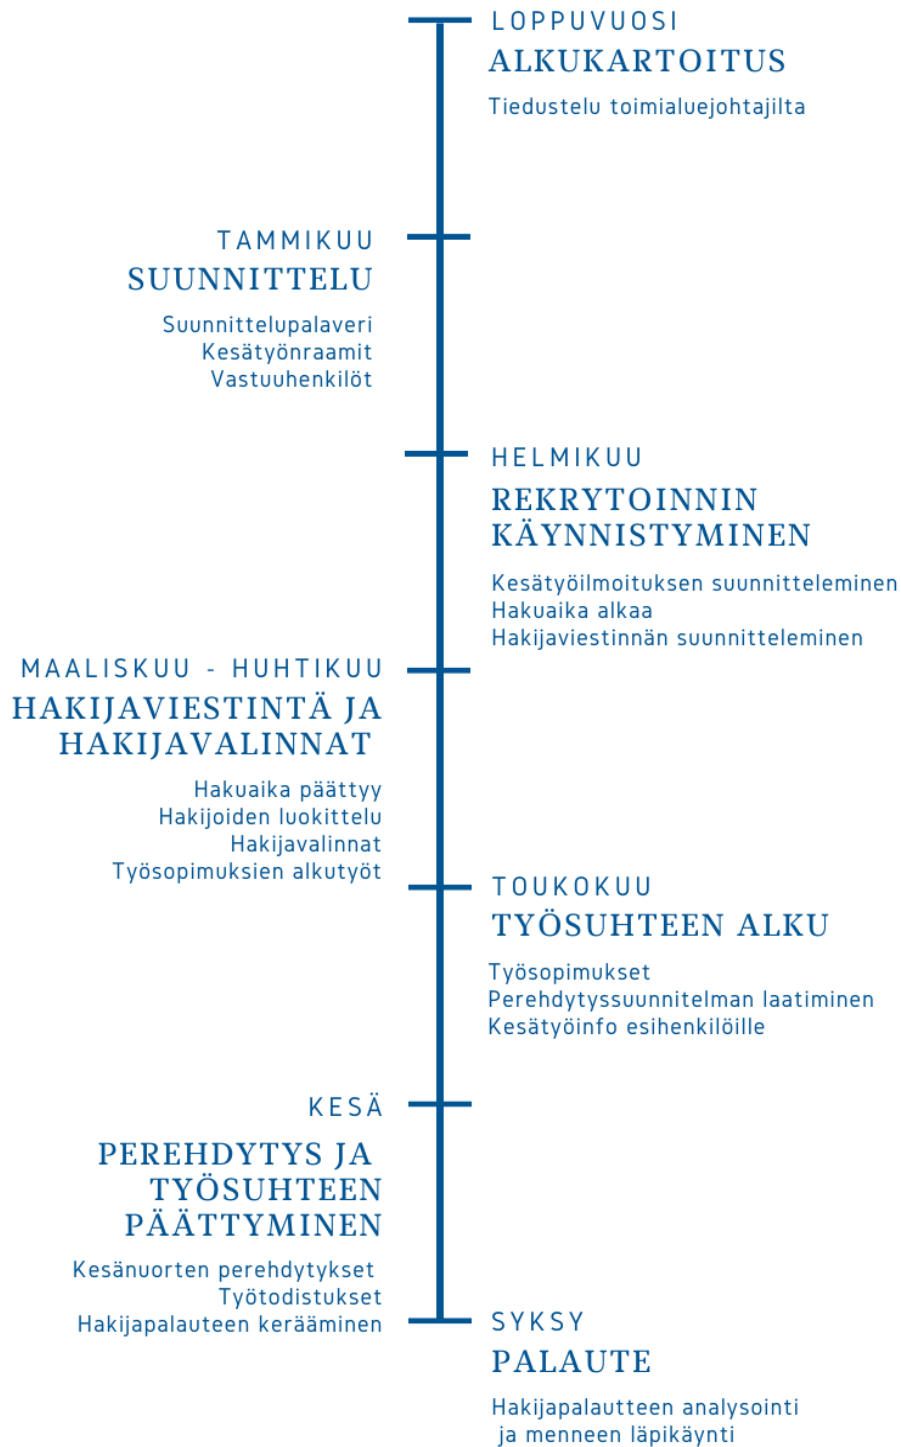 LOPPUVUOSI
ALKUKARTOITUS
Tiedustelu toimialuejohtajilta
TAMMIKUU
SUUNNITTELU
Suunnittelupalaveri
Kesätyönraamit
Vastuuhenkilöt
HELMIKUU
REKRYTOINNIN
KÄYNNISTYMINEN
Kesätyöilmoituksen suunnitteleminen
Hakuaika alkaa
Hakijaviestinnän suunnitteleminen
MAALISKUU - HUHTIKUU
HAKIJAVIESTINTÄ JA
HAKIJAVALINNAT
Hakuaika päättyy
Hakijoiden luokittelu
Hakijavalinnat
Työsopimuksien alkutyöt
TOUKOKUU
TYÖSUHTEEN ALKU
Työsopimukset
Perehdytyssuunnitelman laatiminen
Kesätyöinfo esihenkilöille
KESÄ
PEREHDYTYS JA
TYÖSUHTEEN
PÄÄTTYMINEN
Kesänuorten perehdytykset
Työtodistukset
Hakijapalauteen kerääminen
SYKSY
PALAUTE
Hakijapalautteen analysointi
ja menneen läpikäynti